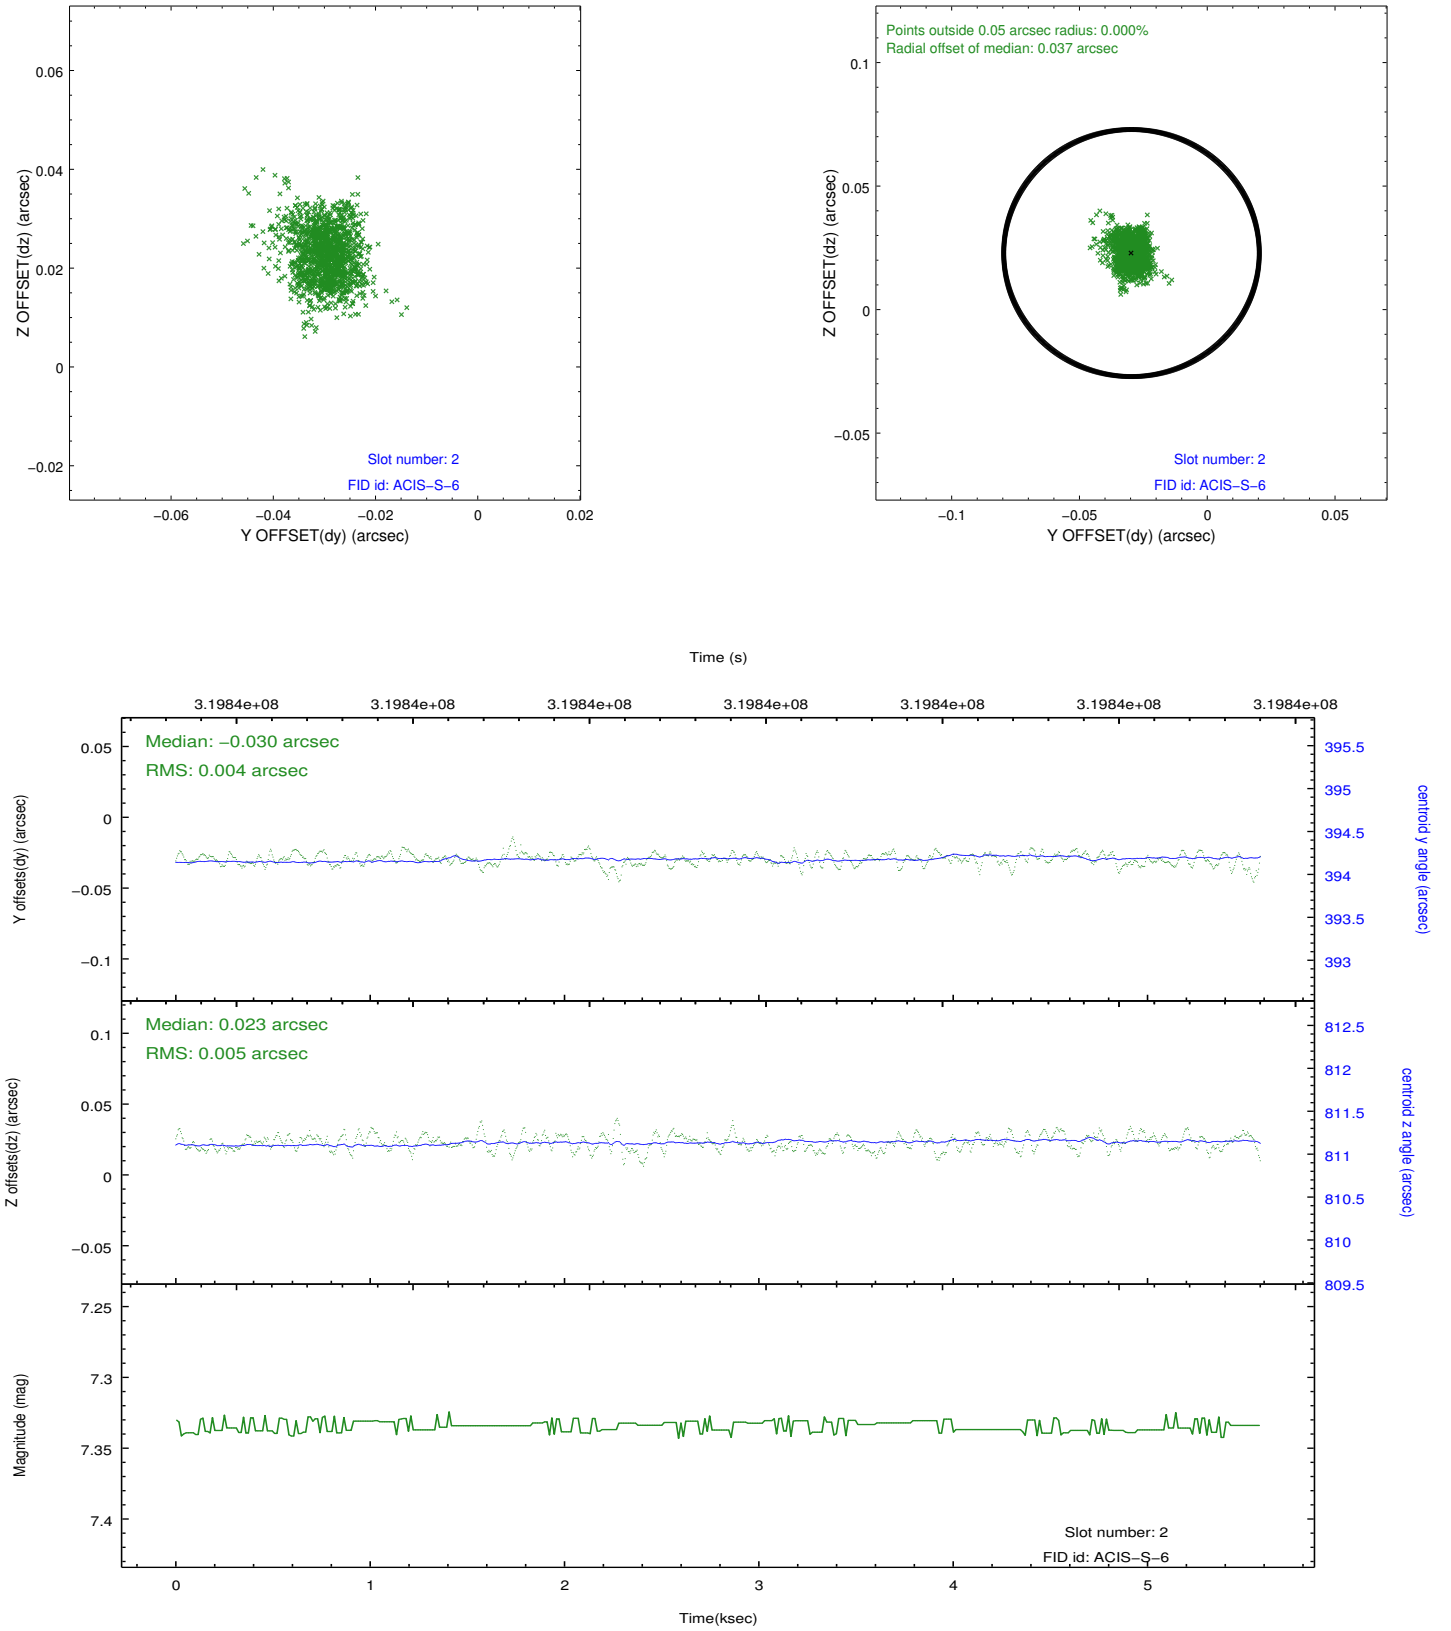 0.06
0.04
0.02
0
−0.02
Z OFFSET(dz) (arcsec)
Slot number: 2
FID id: ACIS−S−6
−0.06 −0.04 −0.02 0 0.02
Y OFFSET(dy) (arcsec)
Points outside 0.05 arcsec radius: 0.000%
Radial offset of median: 0.037 arcsec
0.1
0.05
0
−0.05
Z OFFSET(dz) (arcsec)
Slot number: 2
FID id: ACIS−S−6
−0.1 −0.05 0 0.05
Y OFFSET(dy) (arcsec)
Time (s)
3.1984e+08 3.1984e+08 3.1984e+08 3.1984e+08 3.1984e+08 3.1984e+08 3.1984e+08
Median: −0.030 arcsec
RMS: 0.004 arcsec
0.05
0
−0.05
−0.1
Y offsets(dy) (arcsec)
395.5
395
394.5
394
393.5
393
centroid y angle (arcsec)
Median: 0.023 arcsec
RMS: 0.005 arcsec
0.1
0.05
0
−0.05
Z offsets(dz) (arcsec)
812.5
812
811.5
811
810.5
810
809.5
centroid z angle (arcsec)
7.25
7.3
7.35
7.4
Magnitude (mag)
Slot number: 2
FID id: ACIS−S−6
0 1 2 3 4 5
Time(ksec)